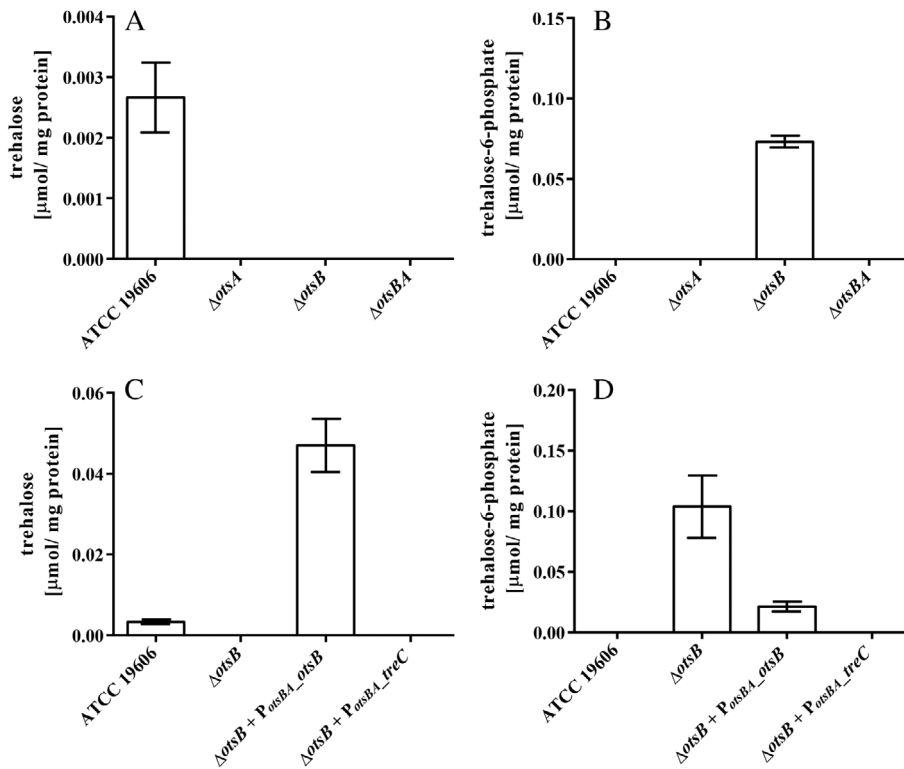 A
trehalose
[μmol/ mg protein]
0.004
0.003
0.002
0.001
0.000
ATCC 19606
ΔotsA
ΔotsB
ΔotsBA
B
trehalose-6-phosphate
[μmol/ mg protein]
0.15
0.10
0.05
0.00
ATCC 19606
ΔotsA
ΔotsB
ΔotsBA
C
trehalose
[μmol/ mg protein]
0.06
0.04
0.02
0.00
ATCC 19606
ΔotsB
ΔotsB + PotsBA_otsB
ΔotsB + PotsBA_treC
D
trehalose-6-phosphate
[μmol/ mg protein]
0.20
0.15
0.10
0.05
0.00
ATCC 19606
ΔotsB
ΔotsB + PotsBA_otsB
ΔotsB + PotsBA_treC